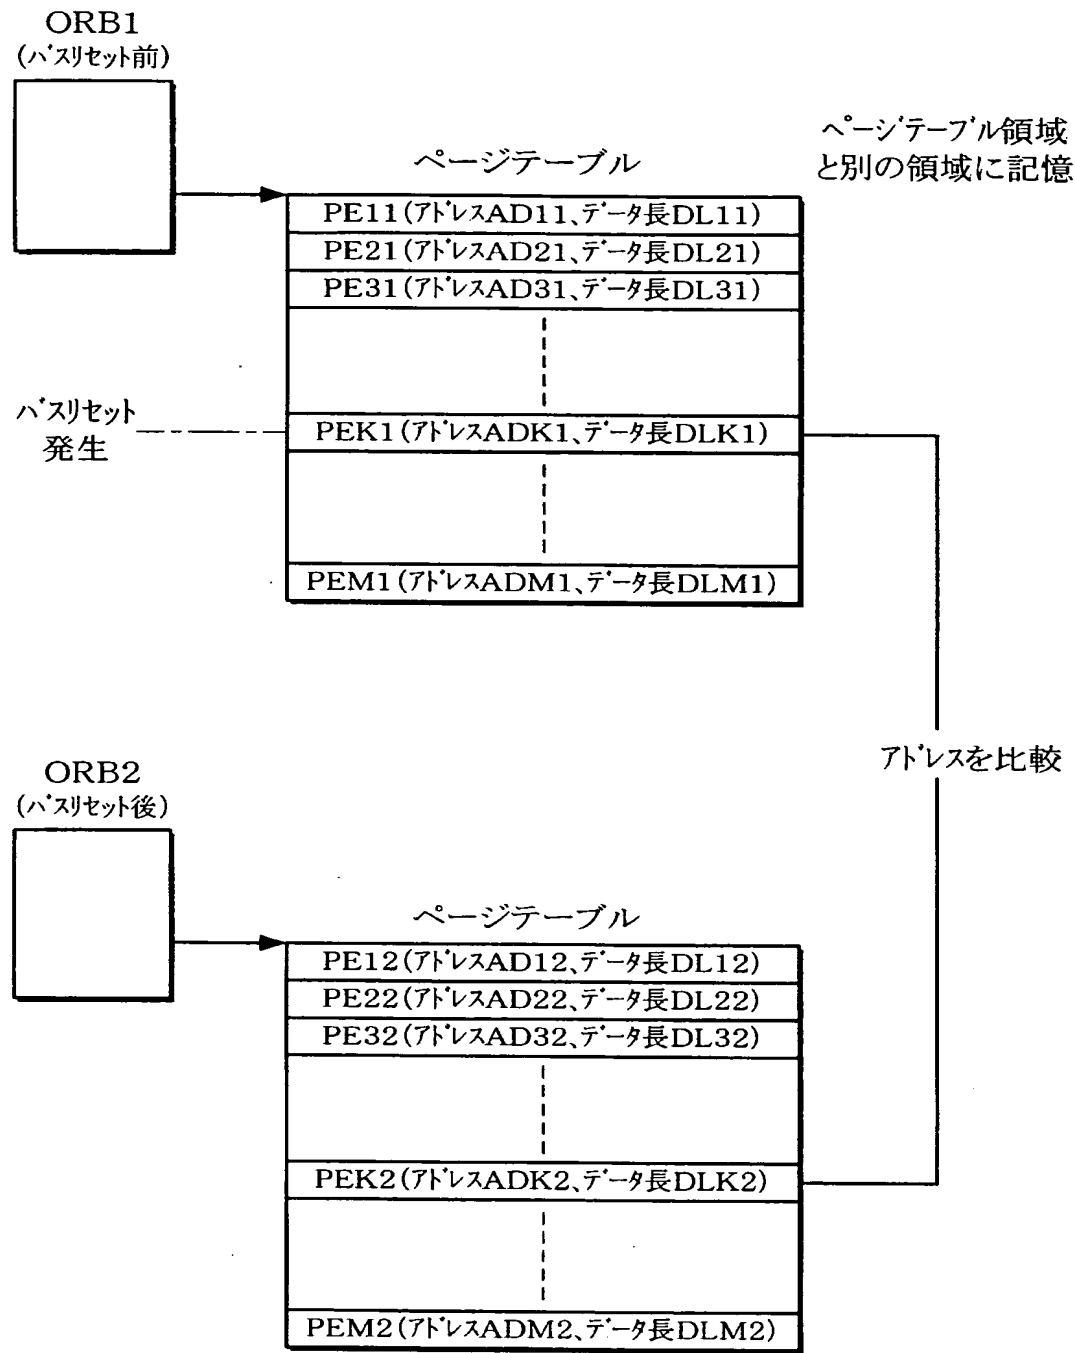 ORB1
(バスリセット前)
ページテーブル領域
と別の領域に記憶
ページテーブル
PE11(アドレスAD11、データ長DL11)
PE21(アドレスAD21、データ長DL21)
PE31(アドレスAD31、データ長DL31)
バスリセット
発生
PEK1(アドレスADK1、データ長DLK1)
PEM1(アドレスADM1、データ長DLM1)
アドレスを比較
ORB2
(バスリセット後)
ページテーブル
PE12(アドレスAD12、データ長DL12)
PE22(アドレスAD22、データ長DL22)
PE32(アドレスAD32、データ長DL32)
PEK2(アドレスADK2、データ長DLK2)
PEM2(アドレスADM2、データ長DLM2)